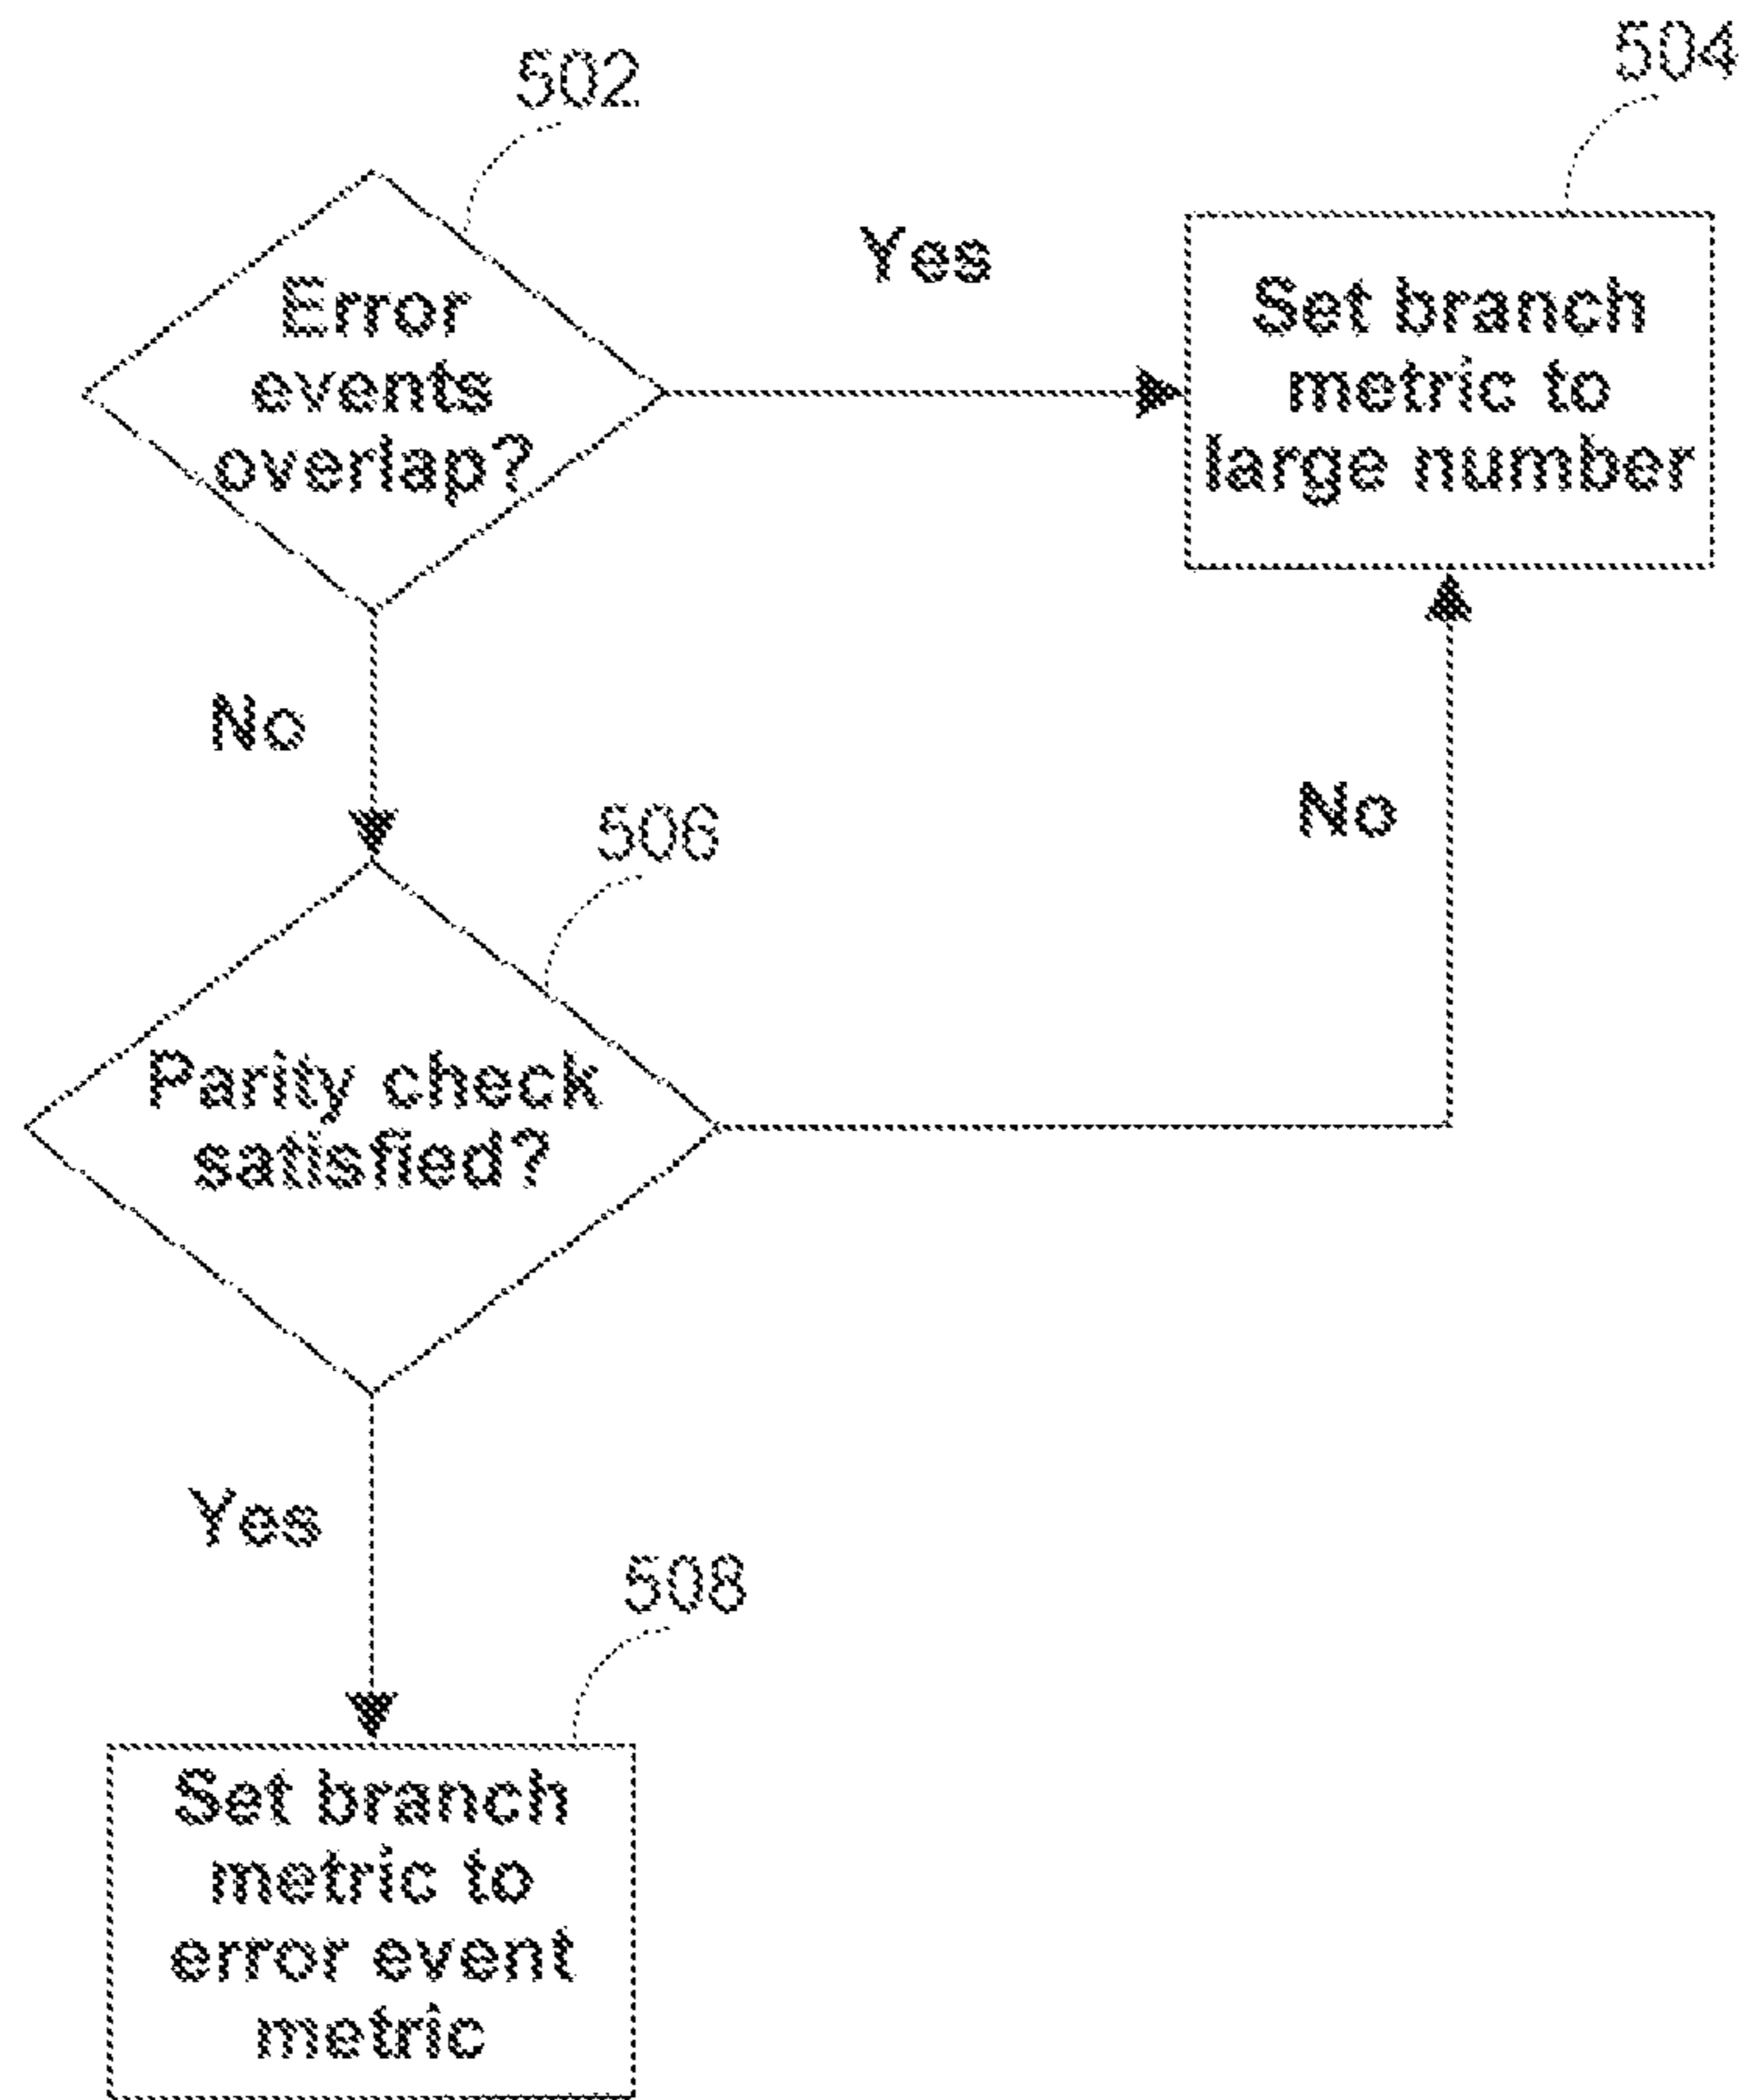 502
504
Error
events
overlap?
Yes
Set branch
metric to
large number
No
No
506
Parity check
satisfied?
Yes
508
Set branch
metric to
error event
metric